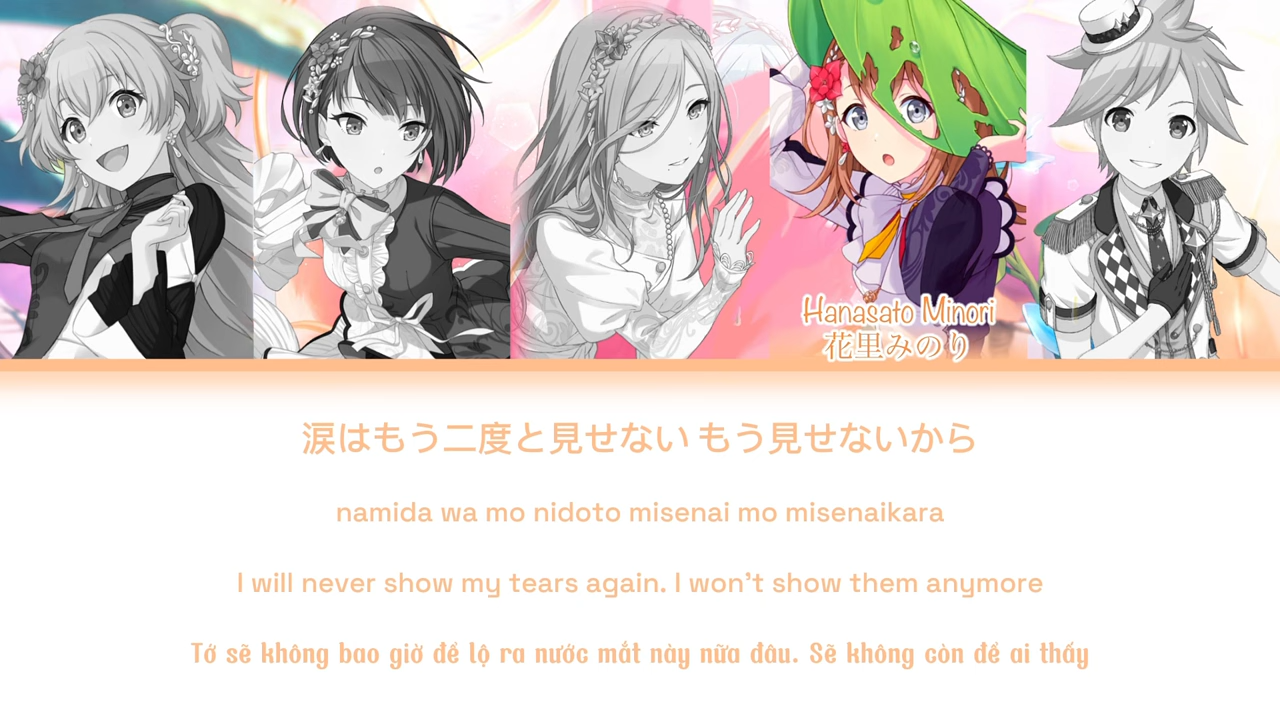 Hanasato Minori
花里みのり
涙はもう二度と見せない もう見せないから
namida wa mo nidoto misenai mo misenaikara
I will never show my tears again. I won't show them anymore
Tớ sẽ không bao giờ để lộ ra nước mắt này nữa đâu. Sẽ không còn để ai thấy